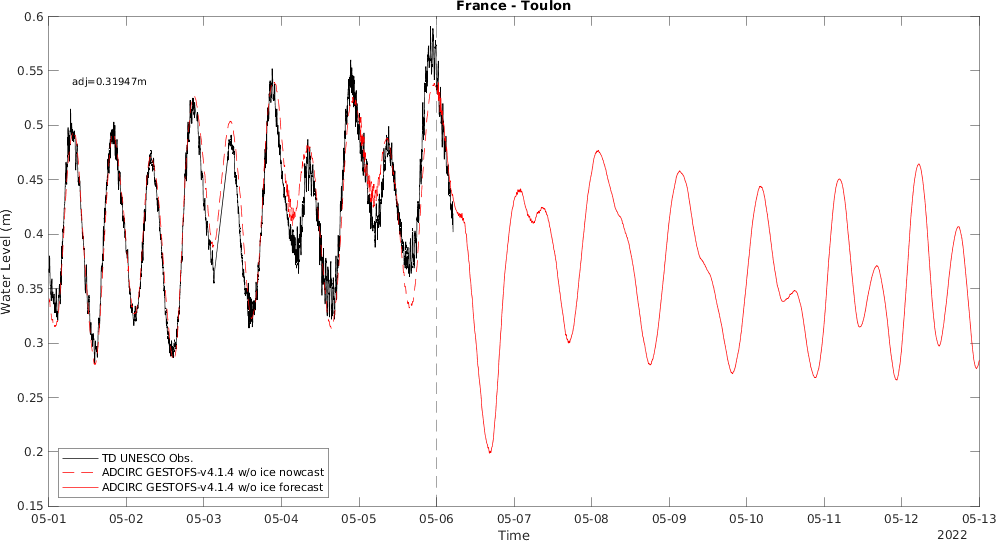 France - Toulon
0.6
0.55
0.5
0.45
0.4
0.35
0.3
0.25
0.2
0.15
Water Level (m)
adj=0.31947m
TD UNESCO Obs.
ADCIRC GESTOFS-v4.1.4 w/o ice nowcast
ADCIRC GESTOFS-v4.1.4 w/o ice forecast
05-01 05-02 05-03 05-04 05-05 05-06 05-07 05-08 05-09 05-10 05-11 05-12 05-13
Time
2022